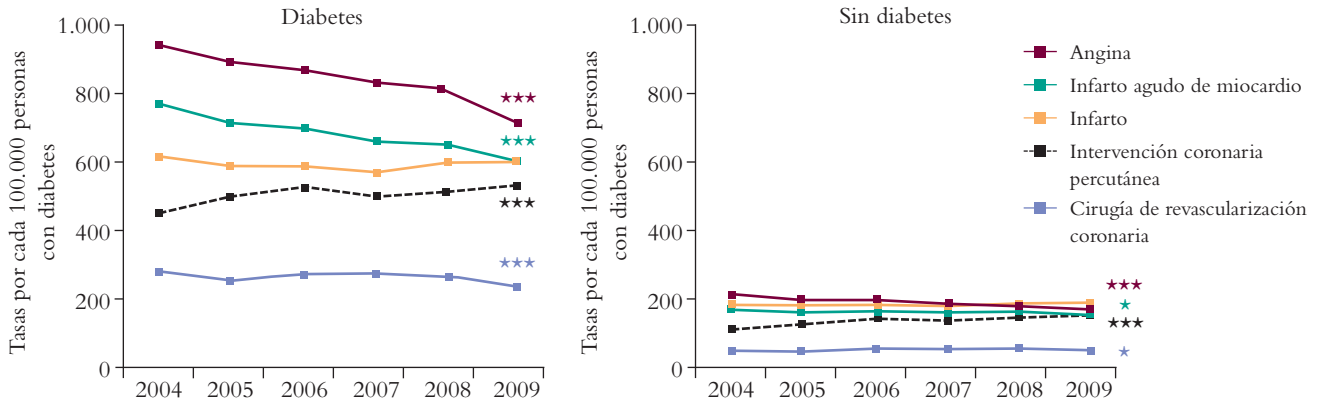 Diabetes
Tasas por cada 100.000 personas
con diabetes
1.000
800
600
400
200
0
★★★
★★★
★★★
★★★
2004 2005 2006 2007 2008 2009
Sin diabetes
Tasas por cada 100.000 personas
con diabetes
1.000
800
600
400
200
0
Angina
Infarto agudo de miocardio
Infarto
Intervención coronaria
percutánea
Cirugía de revascularización
coronaria
★★★
★
★★★
★
2004 2005 2006 2007 2008 2009